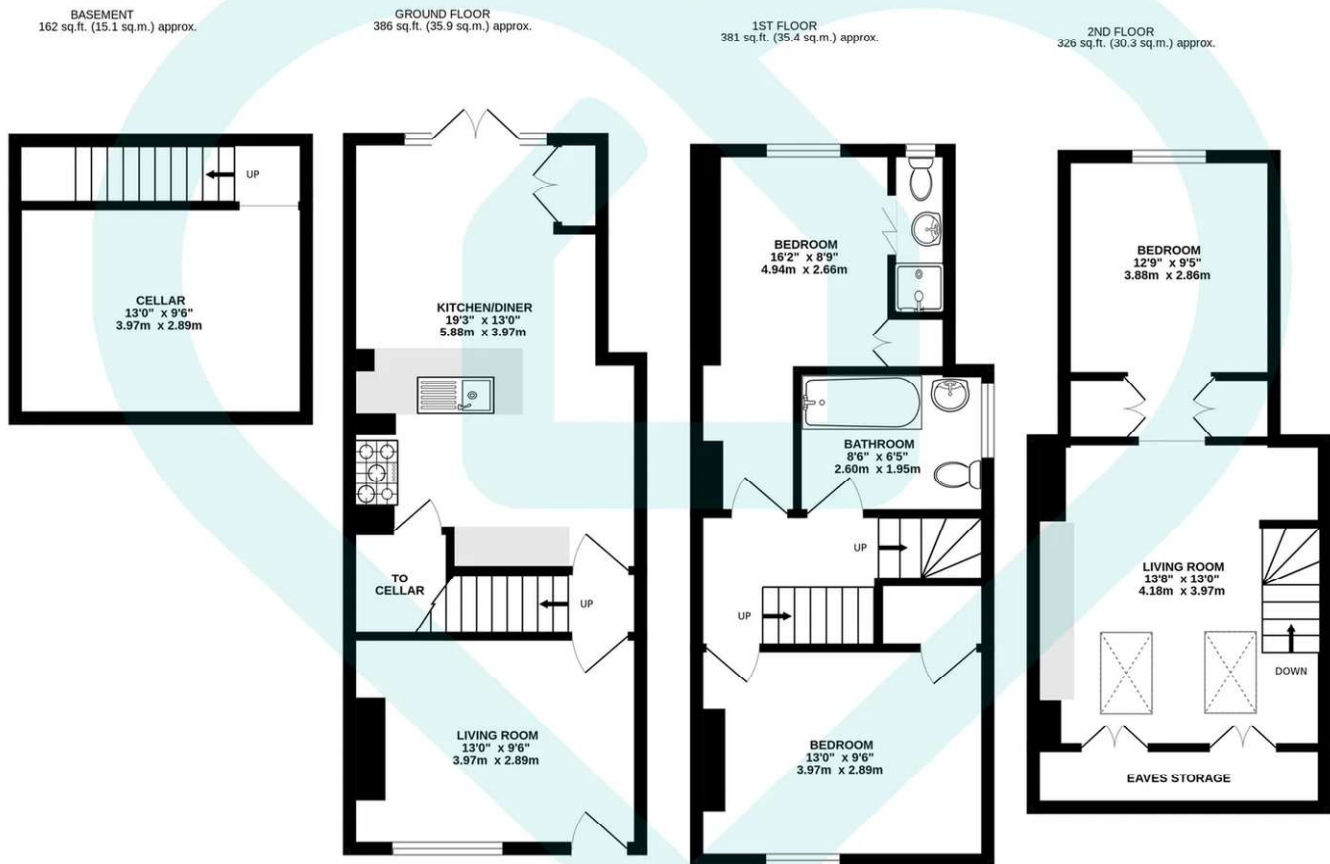 BASEMENT
162 sq.ft. (15.1 sq.m.) approx.
CELLAR
13'0" x 9'6"
3.97m x 2.89m
UP
GROUND FLOOR
386 sq.ft. (35.9 sq.m.) approx.
KITCHEN/DINER
19'3" x 13'0"
5.88m x 3.97m
TO
CELLAR
UP
LIVING ROOM
13'0" x 9'6"
3.97m x 2.89m
1ST FLOOR
381 sq.ft. (35.4 sq.m.) approx.
BEDROOM
16'2" x 8'9"
4.94m x 2.66m
BATHROOM
8'6" x 6'5"
2.60m x 1.95m
UP
UP
BEDROOM
13'0" x 9'6"
3.97m x 2.89m
2ND FLOOR
326 sq.ft. (30.3 sq.m.) approx.
BEDROOM
12'9" x 9'5"
3.88m x 2.86m
LIVING ROOM
13'8" x 13'0"
4.18m x 3.97m
DOWN
EAVES STORAGE